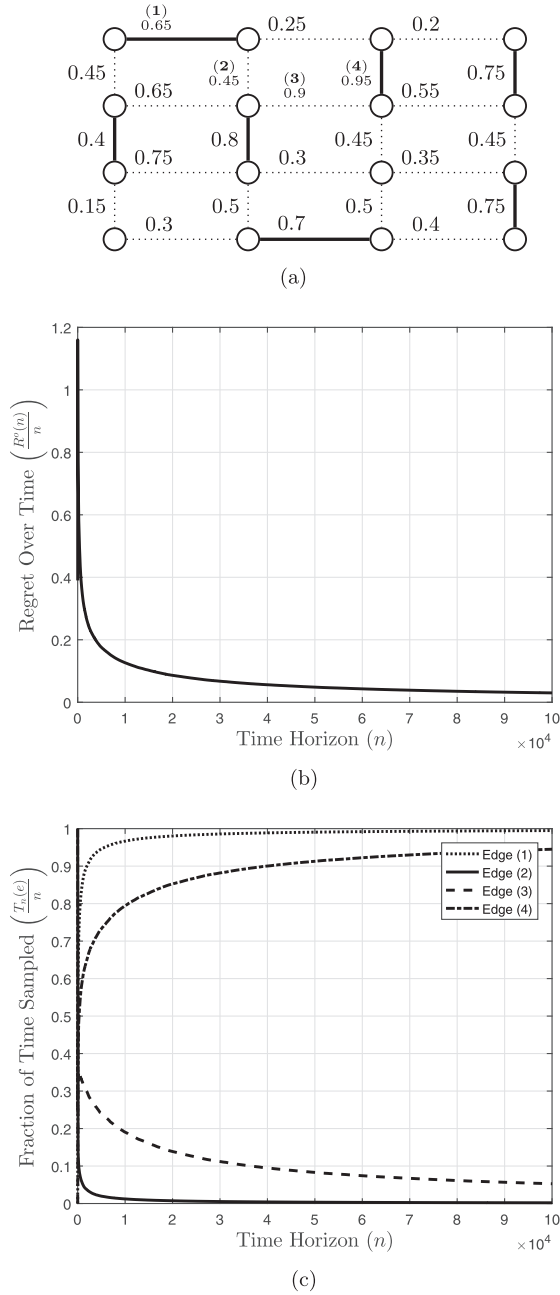 (1)
0.65 0.25 0.2
0.45 (2) 0.45 (3) 0.9 (4) 0.95 0.75
0.65 0.55
0.4 0.8 0.45 0.45
0.75 0.3 0.35
0.15 0.5 0.5 0.75
0.3 0.7 0.4
(a)
1.2
1
0.8
0.6
0.4
0.2
0
Regret Over Time (R^o(n)/n)
0 1 2 3 4 5 6 7 8 9 10
Time Horizon (n)
×10^4
(b)
1
0.9
0.8
0.7
0.6
0.5
0.4
0.3
0.2
0.1
0
Fraction of Time Sampled (T_n(e)/n)
Edge (1)
Edge (2)
Edge (3)
Edge (4)
0 1 2 3 4 5 6 7 8 9 10
Time Horizon (n)
×10^4
(c)